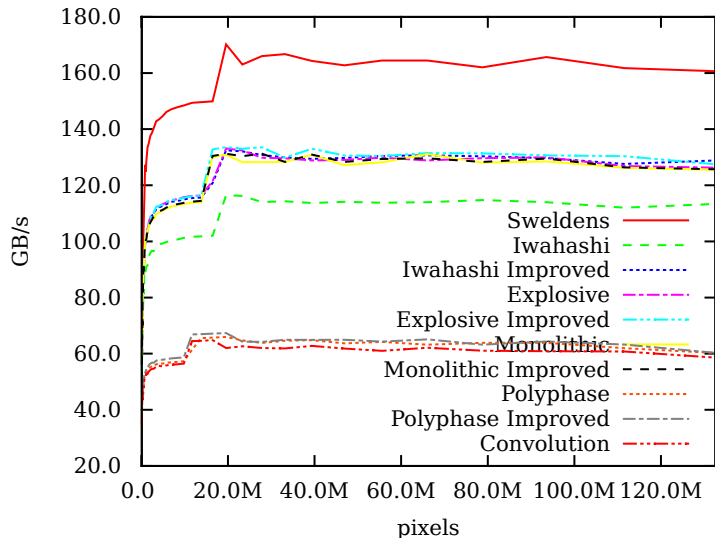 180.0
160.0
140.0
120.0
100.0
80.0
60.0
40.0
20.0
GB/s
Sweldens
Iwahashi
Iwahashi Improved
Explosive
Explosive Improved
Monolithic
Monolithic Improved
Polyphase
Polyphase Improved
Convolution
0.0 20.0M 40.0M 60.0M 80.0M 100.0M 120.0M
pixels